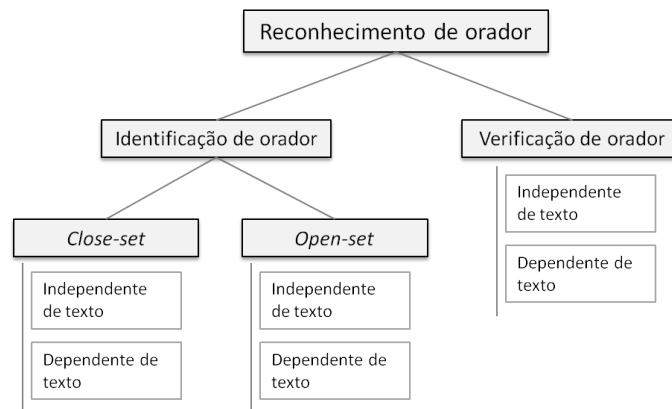 Reconhecimento de orador
Identificação de orador
Verificação de orador
Close-set
Open-set
Independente
de texto
Dependente de
texto
Independente
de texto
Dependente de
texto
Independente
de texto
Dependente de
texto